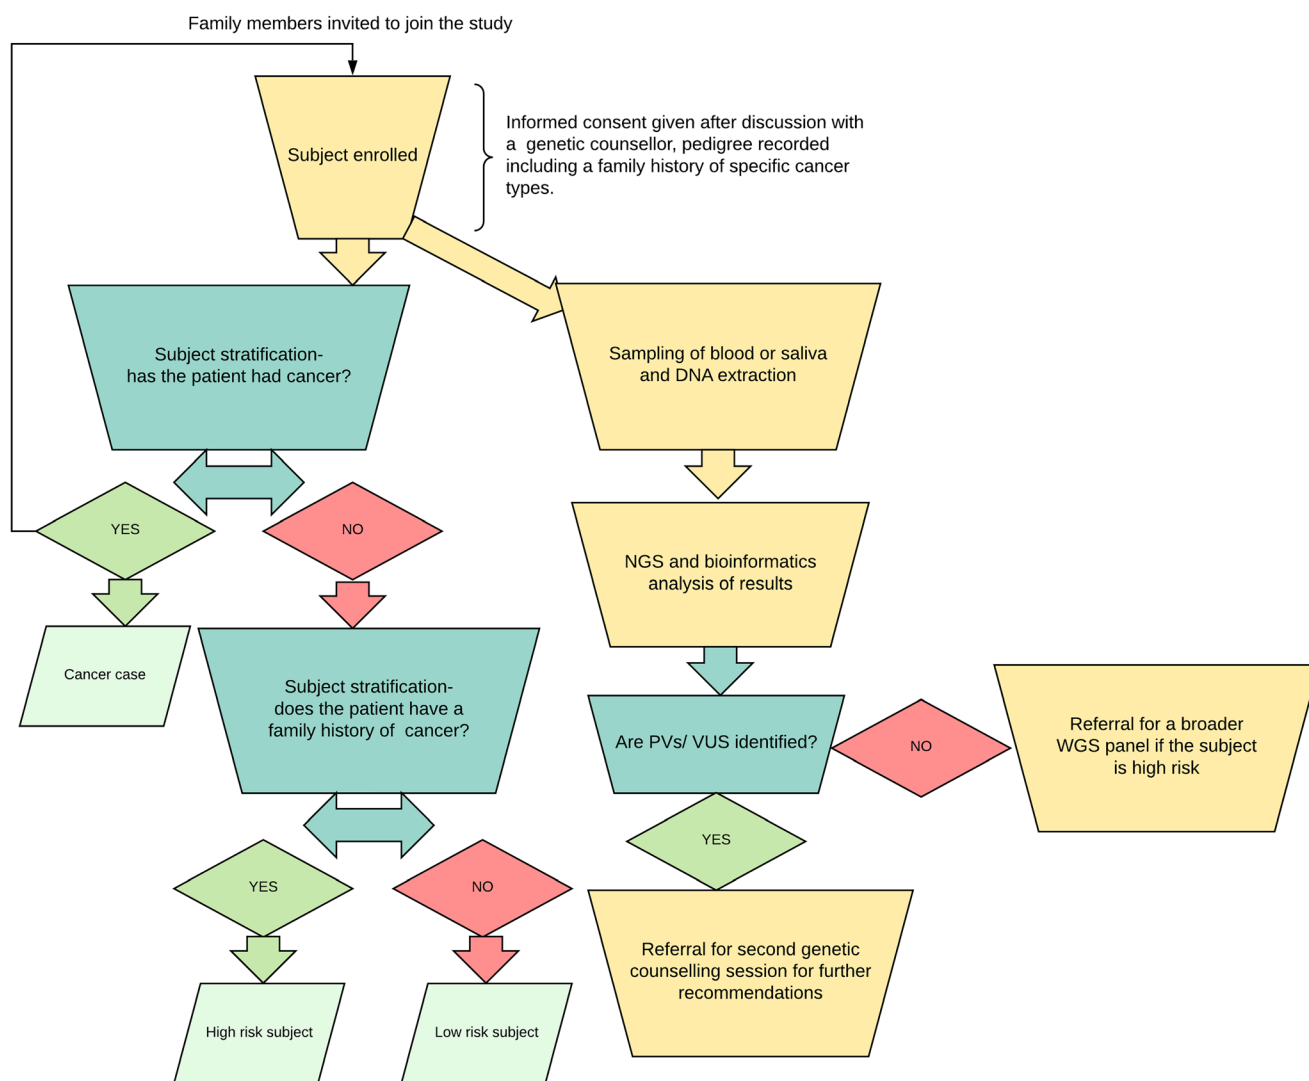 Family members invited to join the study
Subject enrolled
Informed consent given after discussion with
a genetic counsellor, pedigree recorded
including a family history of specific cancer
types.
Subject stratification-
has the patient had cancer?
Sampling of blood or saliva
and DNA extraction
YES
NO
NGS and bioinformatics
analysis of results
Cancer case
Subject stratification-
does the patient have a
family history of cancer?
Are PVs/ VUS identified?
NO
Referral for a broader
WGS panel if the subject
is high risk
YES
YES
NO
Referral for second genetic
counselling session for further
recommendations
High risk subject
Low risk subject